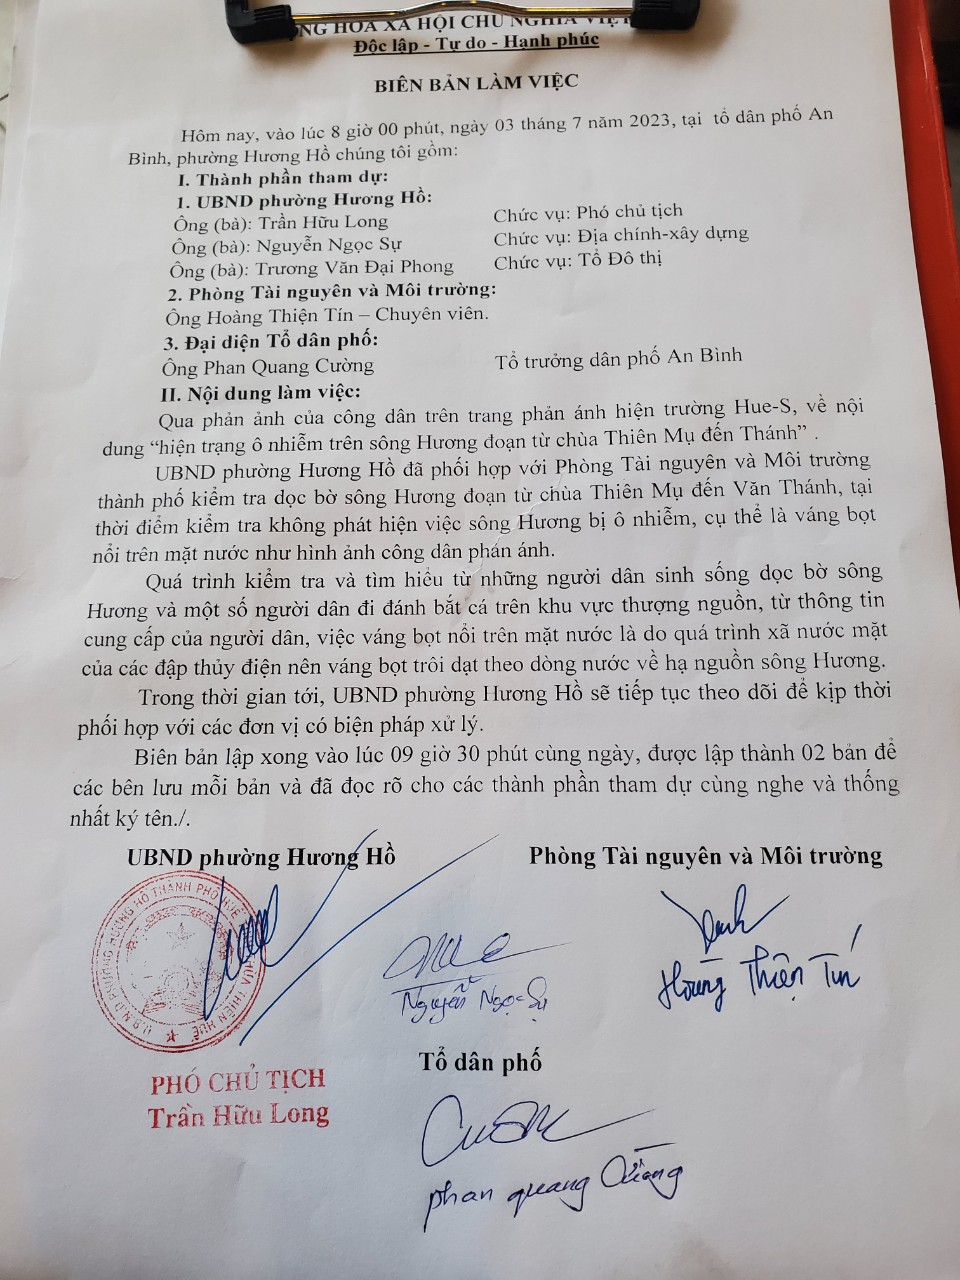 NG HÒA XÃ HỘI CHỦ NGHĨA VIỆ
Độc lập - Tự do - Hạnh phúc
BIÊN BẢN LÀM VIỆC
Hôm nay, vào lúc 8 giờ 00 phút, ngày 03 tháng 7 năm 2023, tại tổ dân phố An
Bình, phường Hương Hồ chúng tôi gồm:
I. Thành phần tham dự:
1. UBND phường Hương Hồ:
Ông (bà): Trần Hữu Long Chức vụ: Phó chủ tịch
Ông (bà): Nguyễn Ngọc Sự Chức vụ: Địa chính-xây dựng
Ông (bà): Trương Văn Đại Phong Chức vụ: Tổ Đô thị
2. Phòng Tài nguyên và Môi trường:
Ông Hoàng Thiện Tín – Chuyên viên.
3. Đại diện Tổ dân phố:
Ông Phan Quang Cường Tổ trưởng dân phố An Bình
II. Nội dung làm việc:
Qua phản ảnh của công dân trên trang phản ánh hiện trường Hue-S, về nội
dung “hiện trạng ô nhiễm trên sông Hương đoạn từ chùa Thiên Mụ đến Thánh” .
UBND phường Hương Hồ đã phối hợp với Phòng Tài nguyên và Môi trường
thành phố kiểm tra dọc bờ sông Hương đoạn từ chùa Thiên Mụ đến Văn Thánh, tại
thời điểm kiểm tra không phát hiện việc sông Hương bị ô nhiễm, cụ thể là váng bọt
nổi trên mặt nước như hình ảnh công dân phản ánh.
Quá trình kiểm tra và tìm hiểu từ những người dân sinh sống dọc bờ sông
Hương và một số người dân đi đánh bắt cá trên khu vực thượng nguồn, từ thông tin
cung cấp của người dân, việc váng bọt nổi trên mặt nước là do quá trình xã nước mặt
của các đập thủy điện nên váng bọt trôi dạt theo dòng nước về hạ nguồn sông Hương.
Trong thời gian tới, UBND phường Hương Hồ sẽ tiếp tục theo dõi để kịp thời
phối hợp với các đơn vị có biện pháp xử lý.
Biên bản lập xong vào lúc 09 giờ 30 phút cùng ngày, được lập thành 02 bản để
các bên lưu mỗi bản và đã đọc rõ cho các thành phần tham dự cùng nghe và thống
nhất ký tên./.
UBND phường Hương Hồ Phòng Tài nguyên và Môi trường
U.B.N.D PHƯỜNG HƯƠNG HỒ THÀNH PHỐ HUẾ THỪA THIÊN HUẾ
Nguyễn Ngọc Sự
Hoàng Thiện Tín
Tổ dân phố
PHÓ CHỦ TỊCH
Trần Hữu Long
phan quang Cường